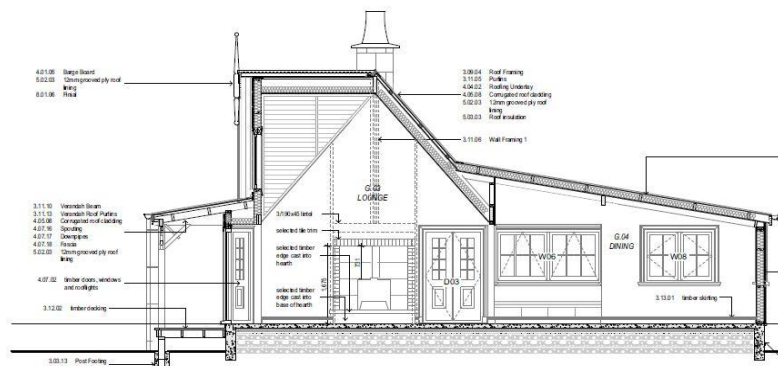 4.01.05 Barge Board
5.02.03 12mm grooved ply roof
lining
6.01.06 Finial
3.09.04 Roof Framing
3.11.05 Purlins
4.04.02 Roofing Underlay
4.05.08 Corrugated roof cladding
5.02.03 12mm grooved ply roof
lining
5.03.03 Roof insulation
3.11.06 Wall Framing 1
G.03
LOUNGE
3.11.10 Verandah Beam
3.11.13 Verandah Roof Purlins
4.05.08 Corrugated roof cladding
4.07.16 Spouting
4.07.17 Downpipes
4.07.18 Fascia
5.02.03 12mm grooved ply roof
lining
3/190x45 lintel
selected tile trim
selected timber
edge cast into
hearth
751
1,675
G.04
DINING
W06
W08
D03
4.07.02 timber doors, windows
and rooflights
selected timber
edge cast into
base of hearth
3.13.01 timber skirting
3.12.02 timber decking
3.03.13 Post Footing